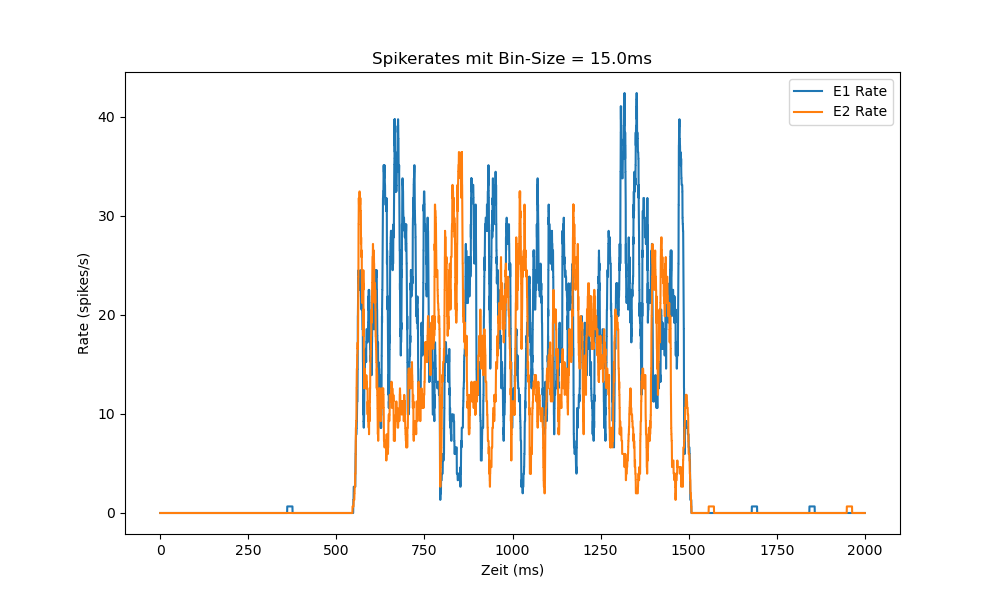 Spikerates mit Bin-Size = 15.0ms
E1 Rate
E2 Rate
Rate (spikes/s)
40
30
20
10
0
0 250 500 750 1000 1250 1500 1750 2000
Zeit (ms)